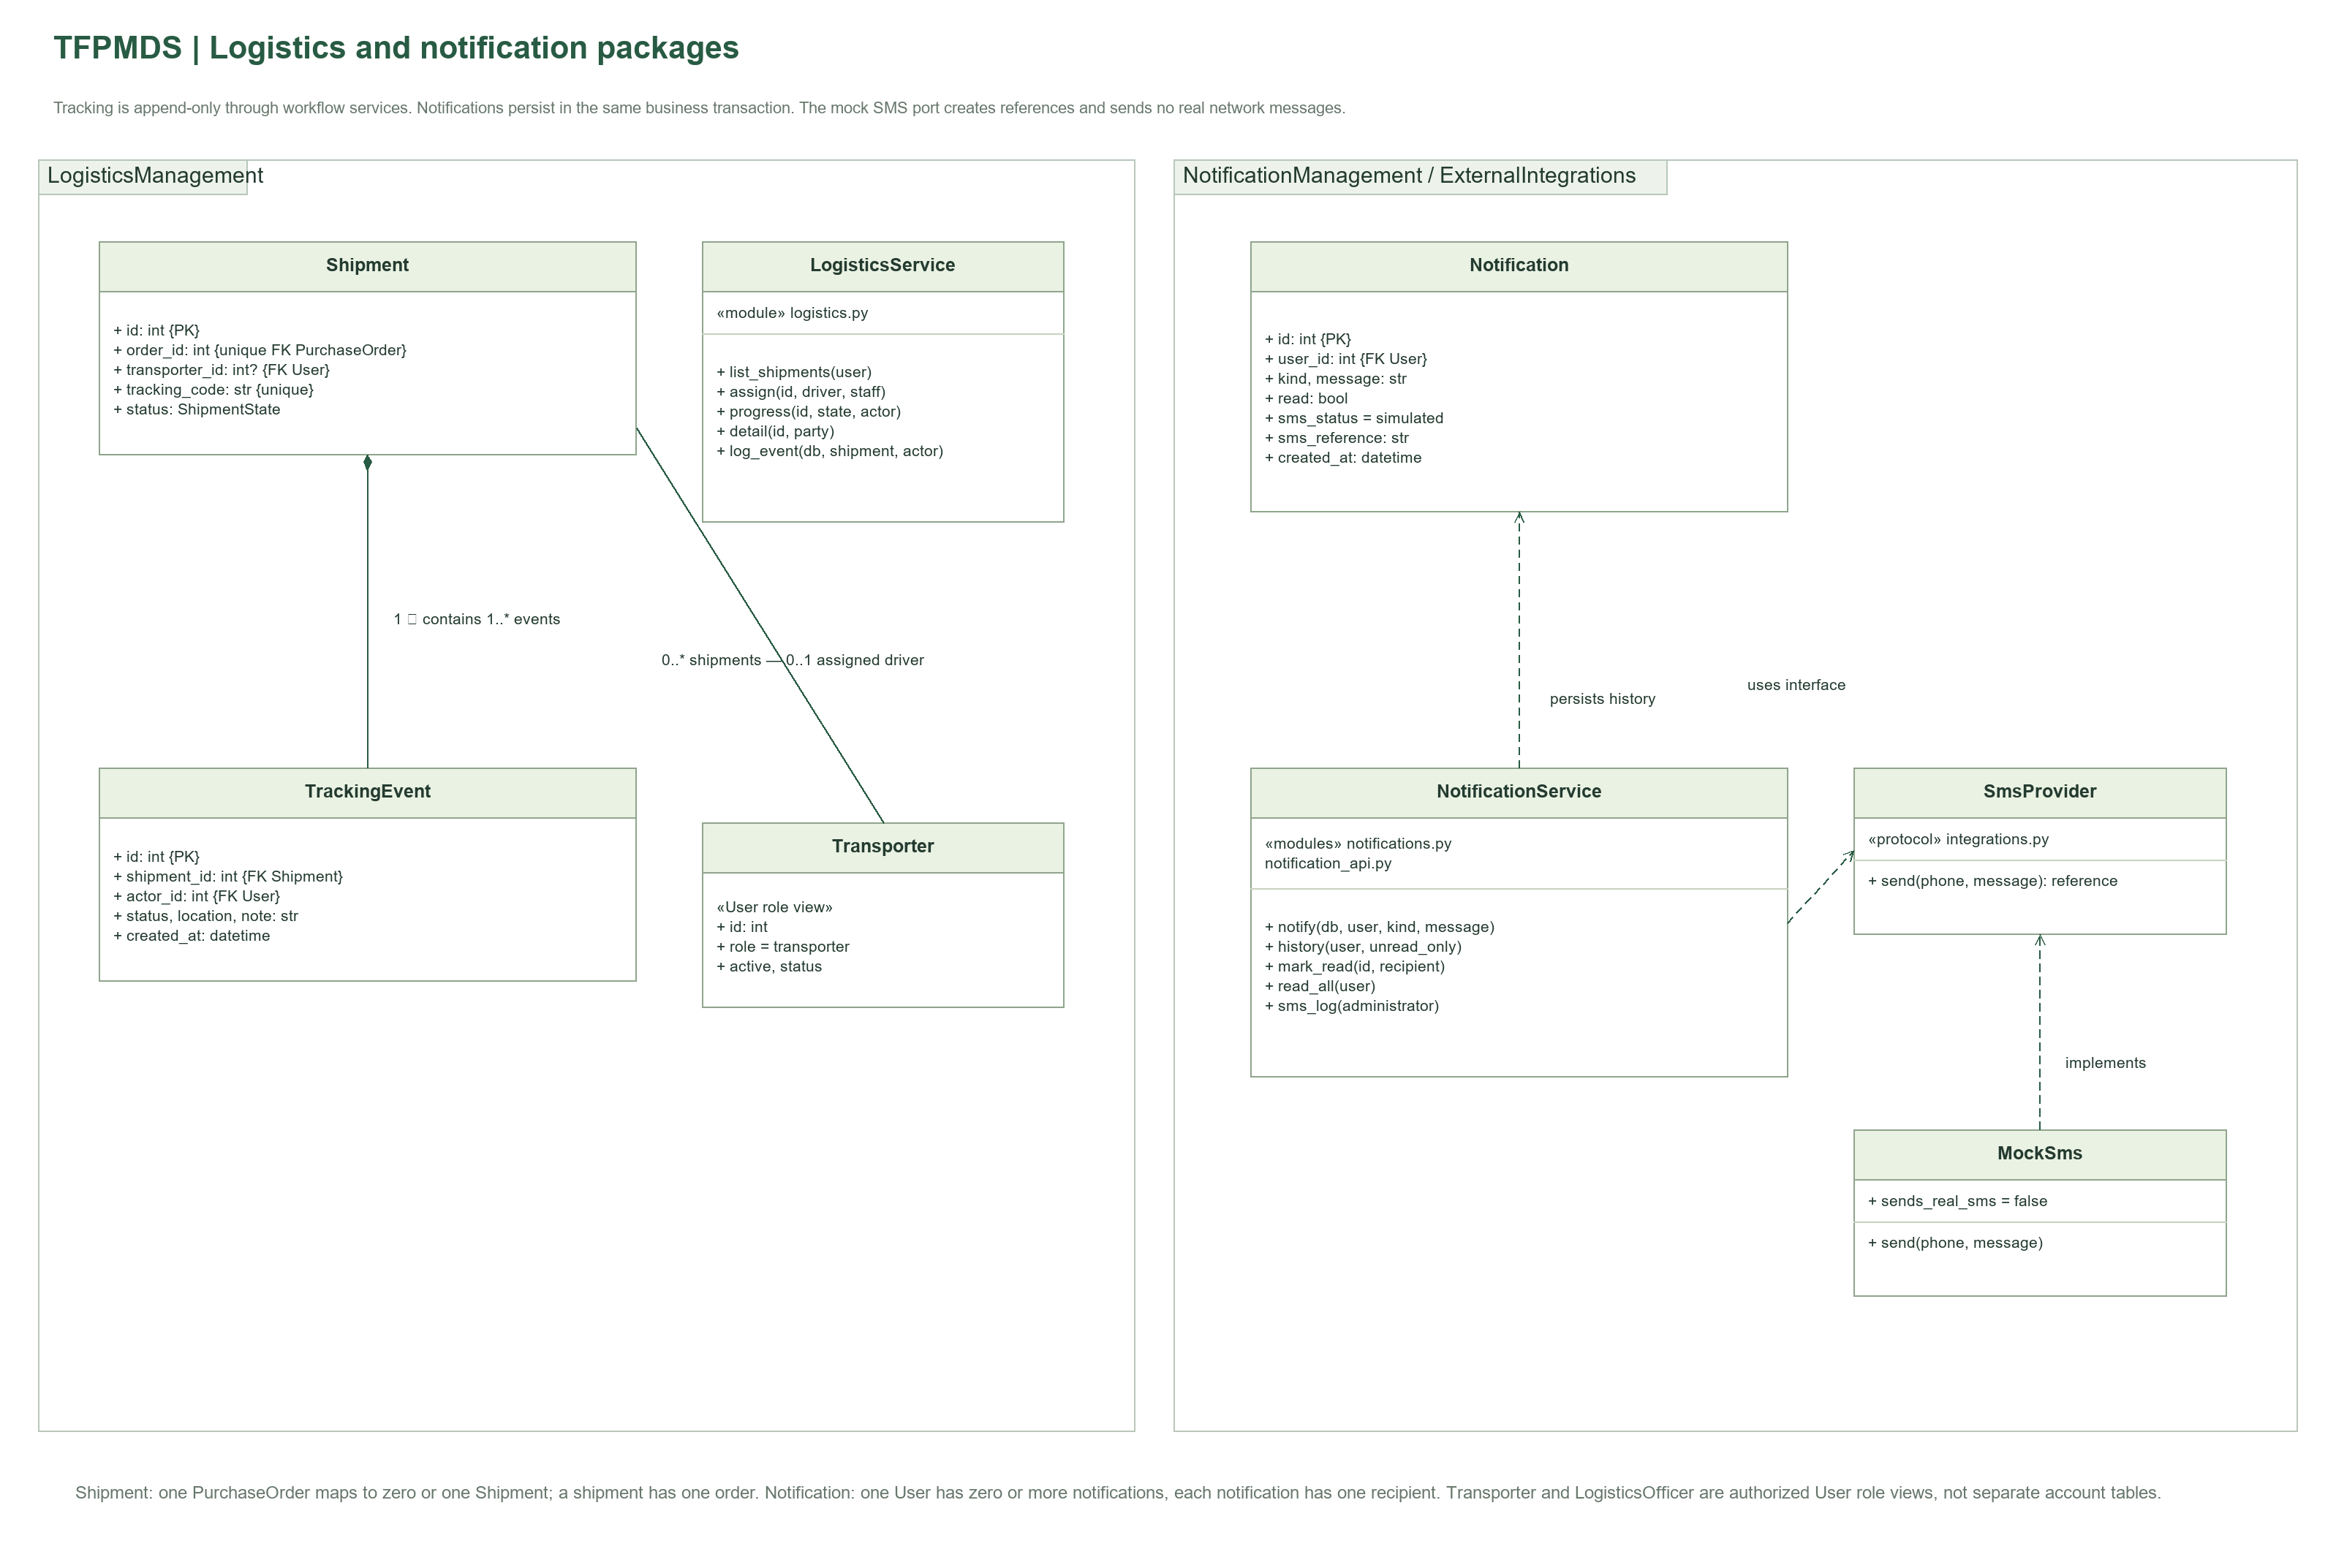 TFPMDS | Logistics and notification packages
Tracking is append-only through workflow services. Notifications persist in the same business transaction. The mock SMS port creates references and sends no real network messages.
LogisticsManagement
Shipment
+ id: int {PK}
+ order_id: int {unique FK PurchaseOrder}
+ transporter_id: int? {FK User}
+ tracking_code: str {unique}
+ status: ShipmentState
LogisticsService
«module» logistics.py
+ list_shipments(user)
+ assign(id, driver, staff)
+ progress(id, state, actor)
+ detail(id, party)
+ log_event(db, shipment, actor)
1 □ contains 1..* events
0..* shipments — 0..1 assigned driver
TrackingEvent
+ id: int {PK}
+ shipment_id: int {FK Shipment}
+ actor_id: int {FK User}
+ status, location, note: str
+ created_at: datetime
Transporter
«User role view»
+ id: int
+ role = transporter
+ active, status
NotificationManagement / ExternalIntegrations
Notification
+ id: int {PK}
+ user_id: int {FK User}
+ kind, message: str
+ read: bool
+ sms_status = simulated
+ sms_reference: str
+ created_at: datetime
persists history
uses interface
NotificationService
«modules» notifications.py
notification_api.py
+ notify(db, user, kind, message)
+ history(user, unread_only)
+ mark_read(id, recipient)
+ read_all(user)
+ sms_log(administrator)
SmsProvider
«protocol» integrations.py
+ send(phone, message): reference
implements
MockSms
+ sends_real_sms = false
+ send(phone, message)
Shipment: one PurchaseOrder maps to zero or one Shipment; a shipment has one order. Notification: one User has zero or more notifications, each notification has one recipient. Transporter and LogisticsOfficer are authorized User role views, not separate account tables.